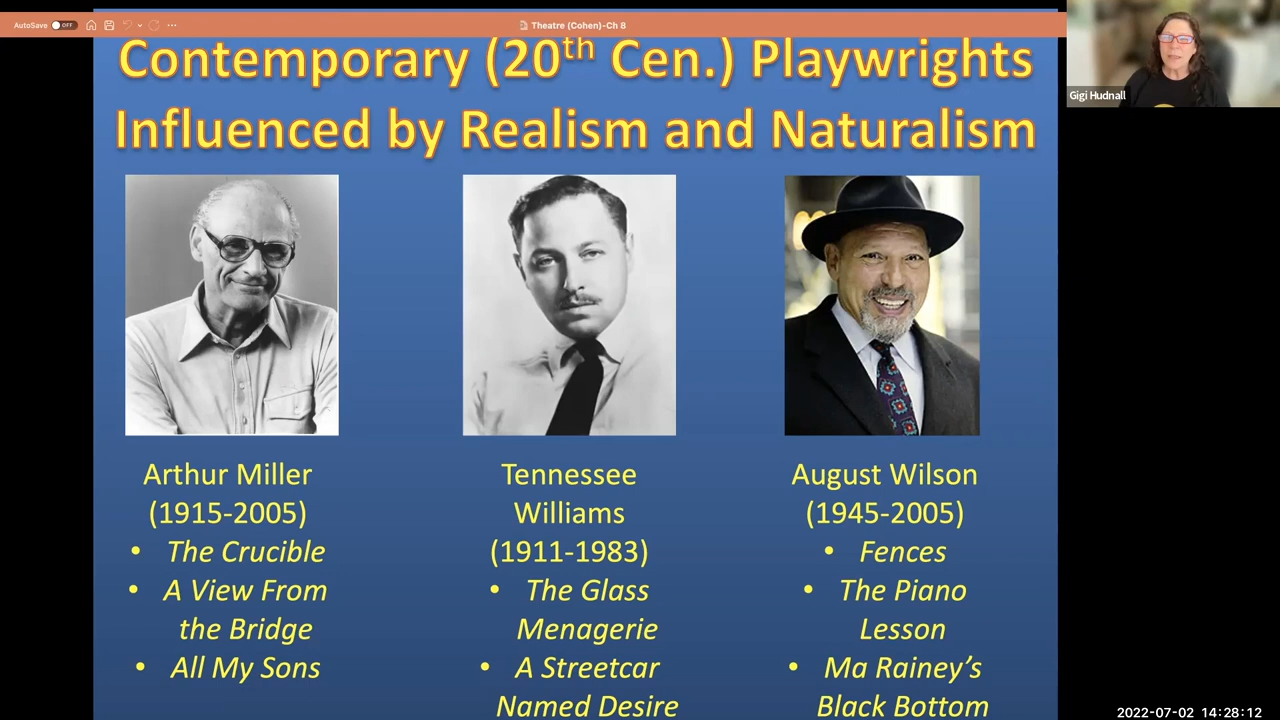 AutoSave OFF
Theatre (Cohen)-Ch 8
Contemporary (20th Cen.) Playwrights
Influenced by Realism and Naturalism
Gigi Hudnall
Arthur Miller
(1915-2005)
• The Crucible
• A View From
the Bridge
• All My Sons
Tennessee
Williams
(1911-1983)
• The Glass
Menagerie
• A Streetcar
Named Desire
August Wilson
(1945-2005)
• Fences
• The Piano
Lesson
• Ma Rainey’s
Black Bottom
2022-07-02 14:28:12